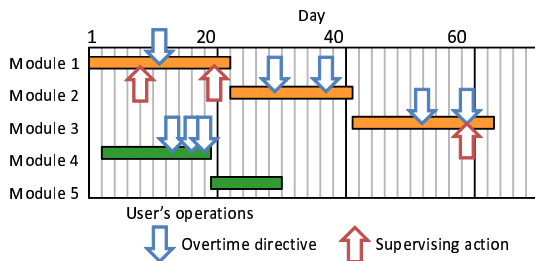 Day
1 20 40 60
Module 1
Module 2
Module 3
Module 4
Module 5
User's operations
Overtime directive Supervising action